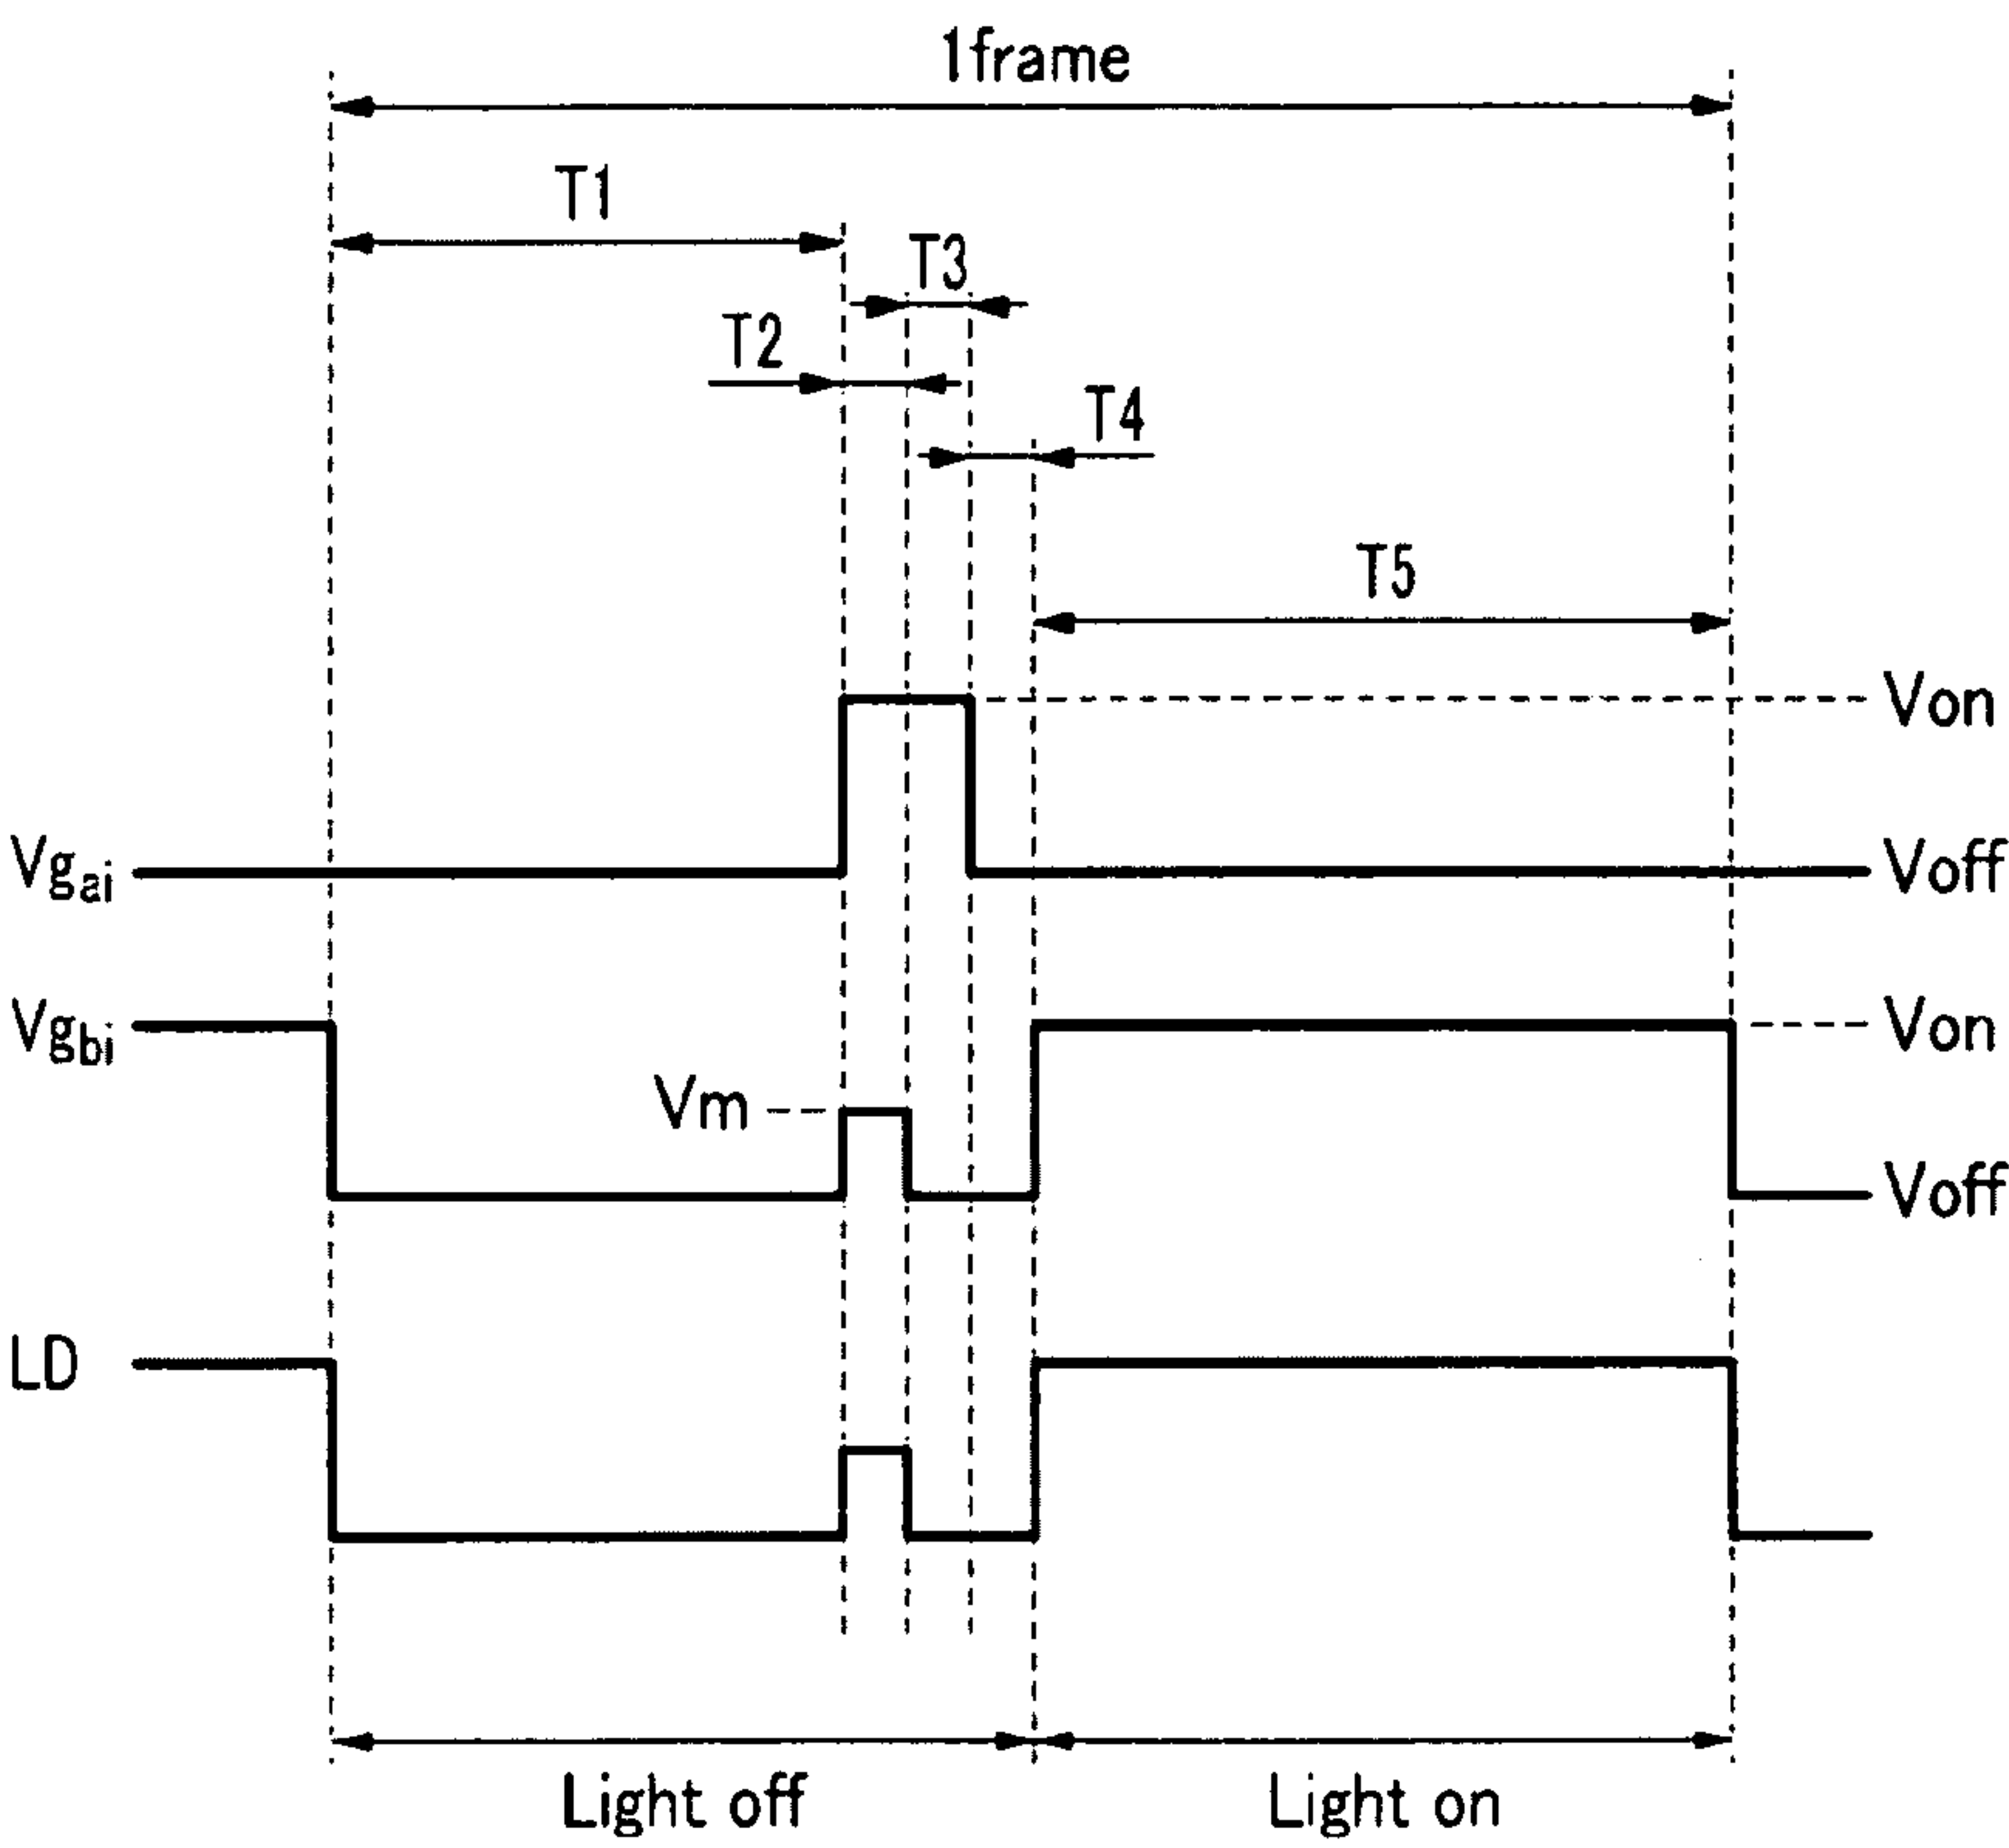 1frame
T1
T3
T2
T4
T5
Von
Vgai
Voff
Vgbi
Von
Vm
Voff
LD
Light off
Light on